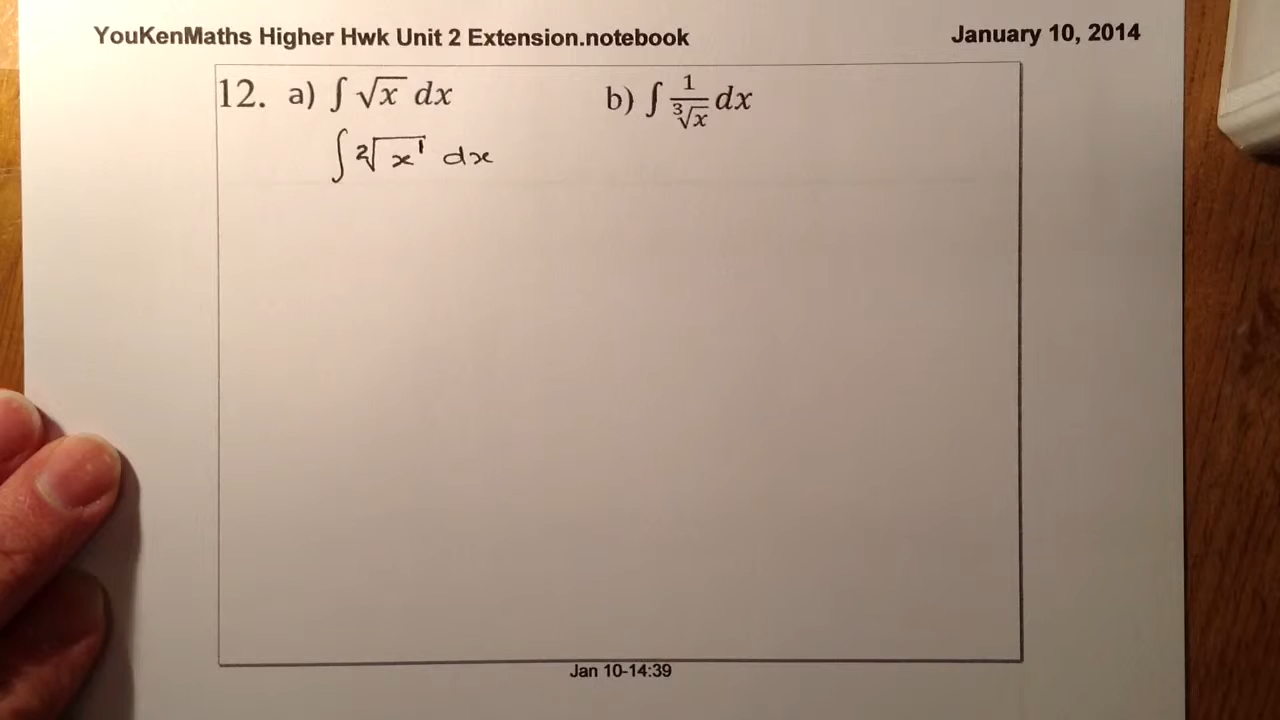 YouKenMaths Higher Hwk Unit 2 Extension.notebook January 10, 2014
12. a) ∫ √x dx b) ∫ 1/∛x dx
∫ ²√x¹ dx
Jan 10-14:39